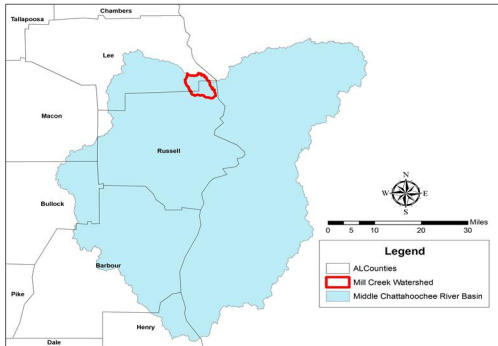 Chambers
Tallapoosa
Lee
Macon
Russell
Bullock
Barbour
Pike
Henry
Dale
N
W E
S
0 5 10 20 30 Miles
Legend
ALCounties
Mill Creek Watershed
Middle Chattahoochee River Basin